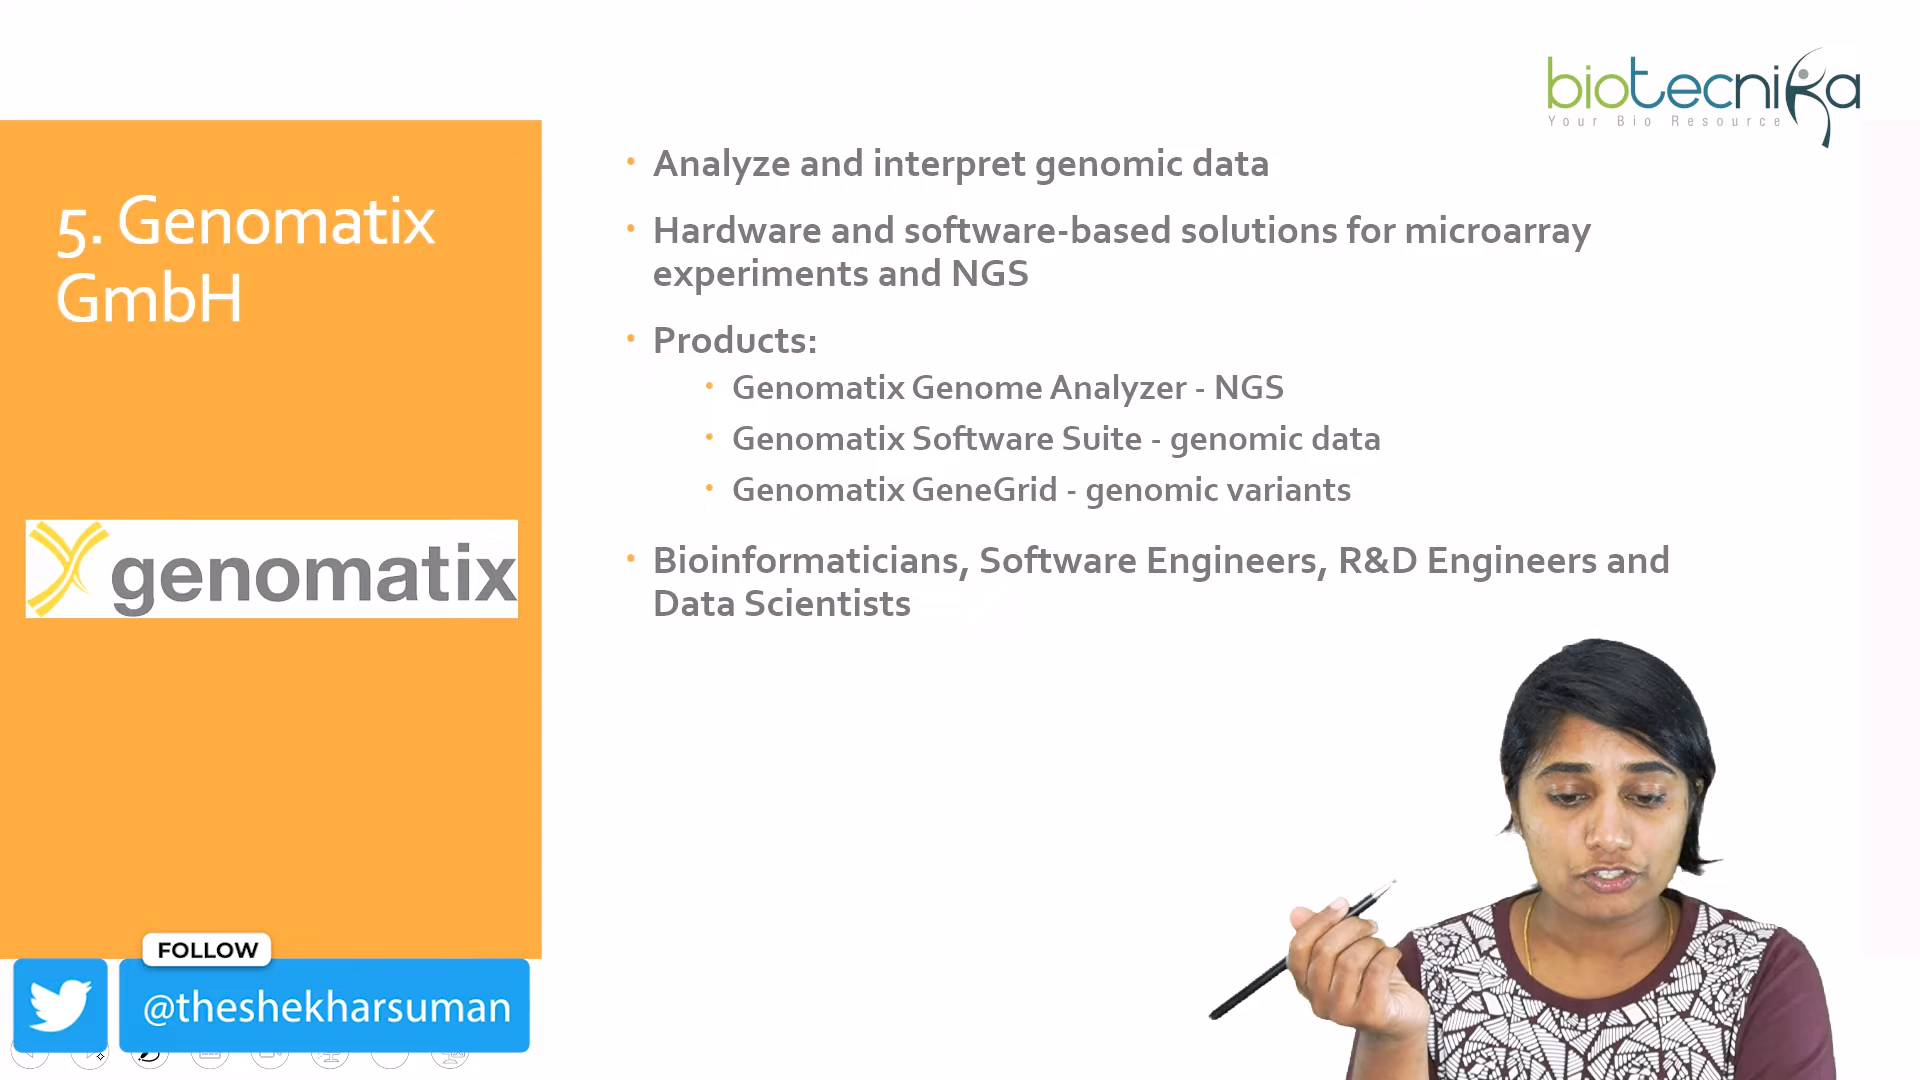 biotecnika
Your Bio Resource
5. Genomatix
GmbH
genomatix
• Analyze and interpret genomic data
• Hardware and software-based solutions for microarray
experiments and NGS
• Products:
• Genomatix Genome Analyzer - NGS
• Genomatix Software Suite - genomic data
• Genomatix GeneGrid - genomic variants
• Bioinformaticians, Software Engineers, R&D Engineers and
Data Scientists
FOLLOW
@theshekharsuman